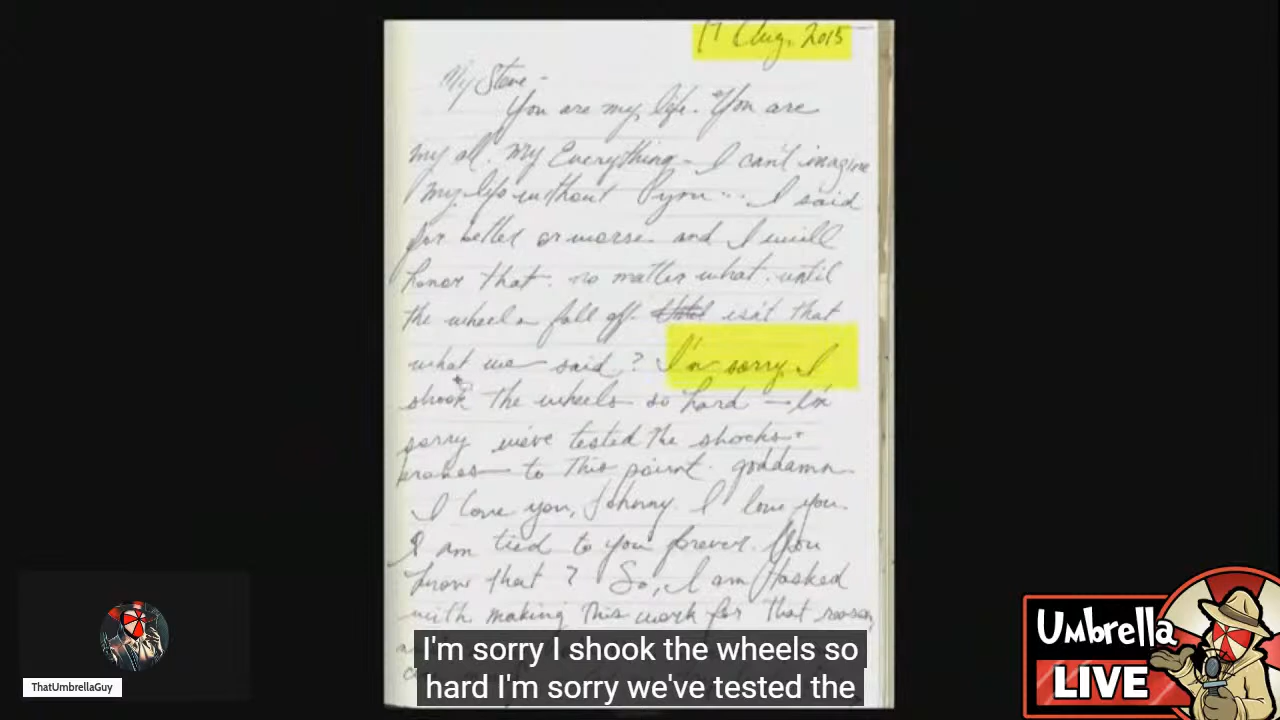 17 Aug. 2015
My Steve -
You are my life. You are
my all. My Everything - I can't imagine
my life without you... I said
for better or worse and I will
honor that. no matter what. until
the wheels fall off. isn't that
what we said? I'm sorry I
shook the wheels so hard - I'm
sorry we've tested the shocks +
brakes to this point. goddamn
I love you, Johnny. I love you.
I am tied to you forever. You
know that? So, I am tasked
with making this work for that reason
I'm sorry I shook the wheels so
hard I'm sorry we've tested the
ThatUmbrellaGuy
Umbrella
LIVE